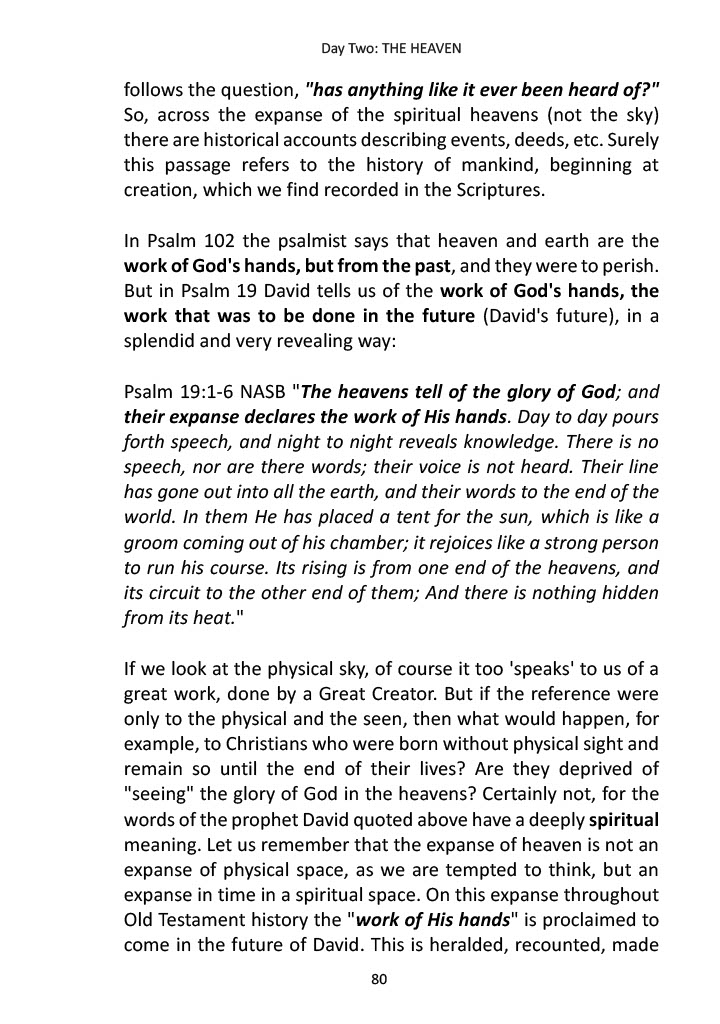 Day Two: THE HEAVEN
follows the question, "has anything like it ever been heard of?"
So, across the expanse of the spiritual heavens (not the sky)
there are historical accounts describing events, deeds, etc. Surely
this passage refers to the history of mankind, beginning at
creation, which we find recorded in the Scriptures.
In Psalm 102 the psalmist says that heaven and earth are the
work of God's hands, but from the past, and they were to perish.
But in Psalm 19 David tells us of the work of God's hands, the
work that was to be done in the future (David's future), in a
splendid and very revealing way:
Psalm 19:1-6 NASB "The heavens tell of the glory of God; and
their expanse declares the work of His hands. Day to day pours
forth speech, and night to night reveals knowledge. There is no
speech, nor are there words; their voice is not heard. Their line
has gone out into all the earth, and their words to the end of the
world. In them He has placed a tent for the sun, which is like a
groom coming out of his chamber; it rejoices like a strong person
to run his course. Its rising is from one end of the heavens, and
its circuit to the other end of them; And there is nothing hidden
from its heat."
If we look at the physical sky, of course it too 'speaks' to us of a
great work, done by a Great Creator. But if the reference were
only to the physical and the seen, then what would happen, for
example, to Christians who were born without physical sight and
remain so until the end of their lives? Are they deprived of
"seeing" the glory of God in the heavens? Certainly not, for the
words of the prophet David quoted above have a deeply spiritual
meaning. Let us remember that the expanse of heaven is not an
expanse of physical space, as we are tempted to think, but an
expanse in time in a spiritual space. On this expanse throughout
Old Testament history the "work of His hands" is proclaimed to
come in the future of David. This is heralded, recounted, made
80